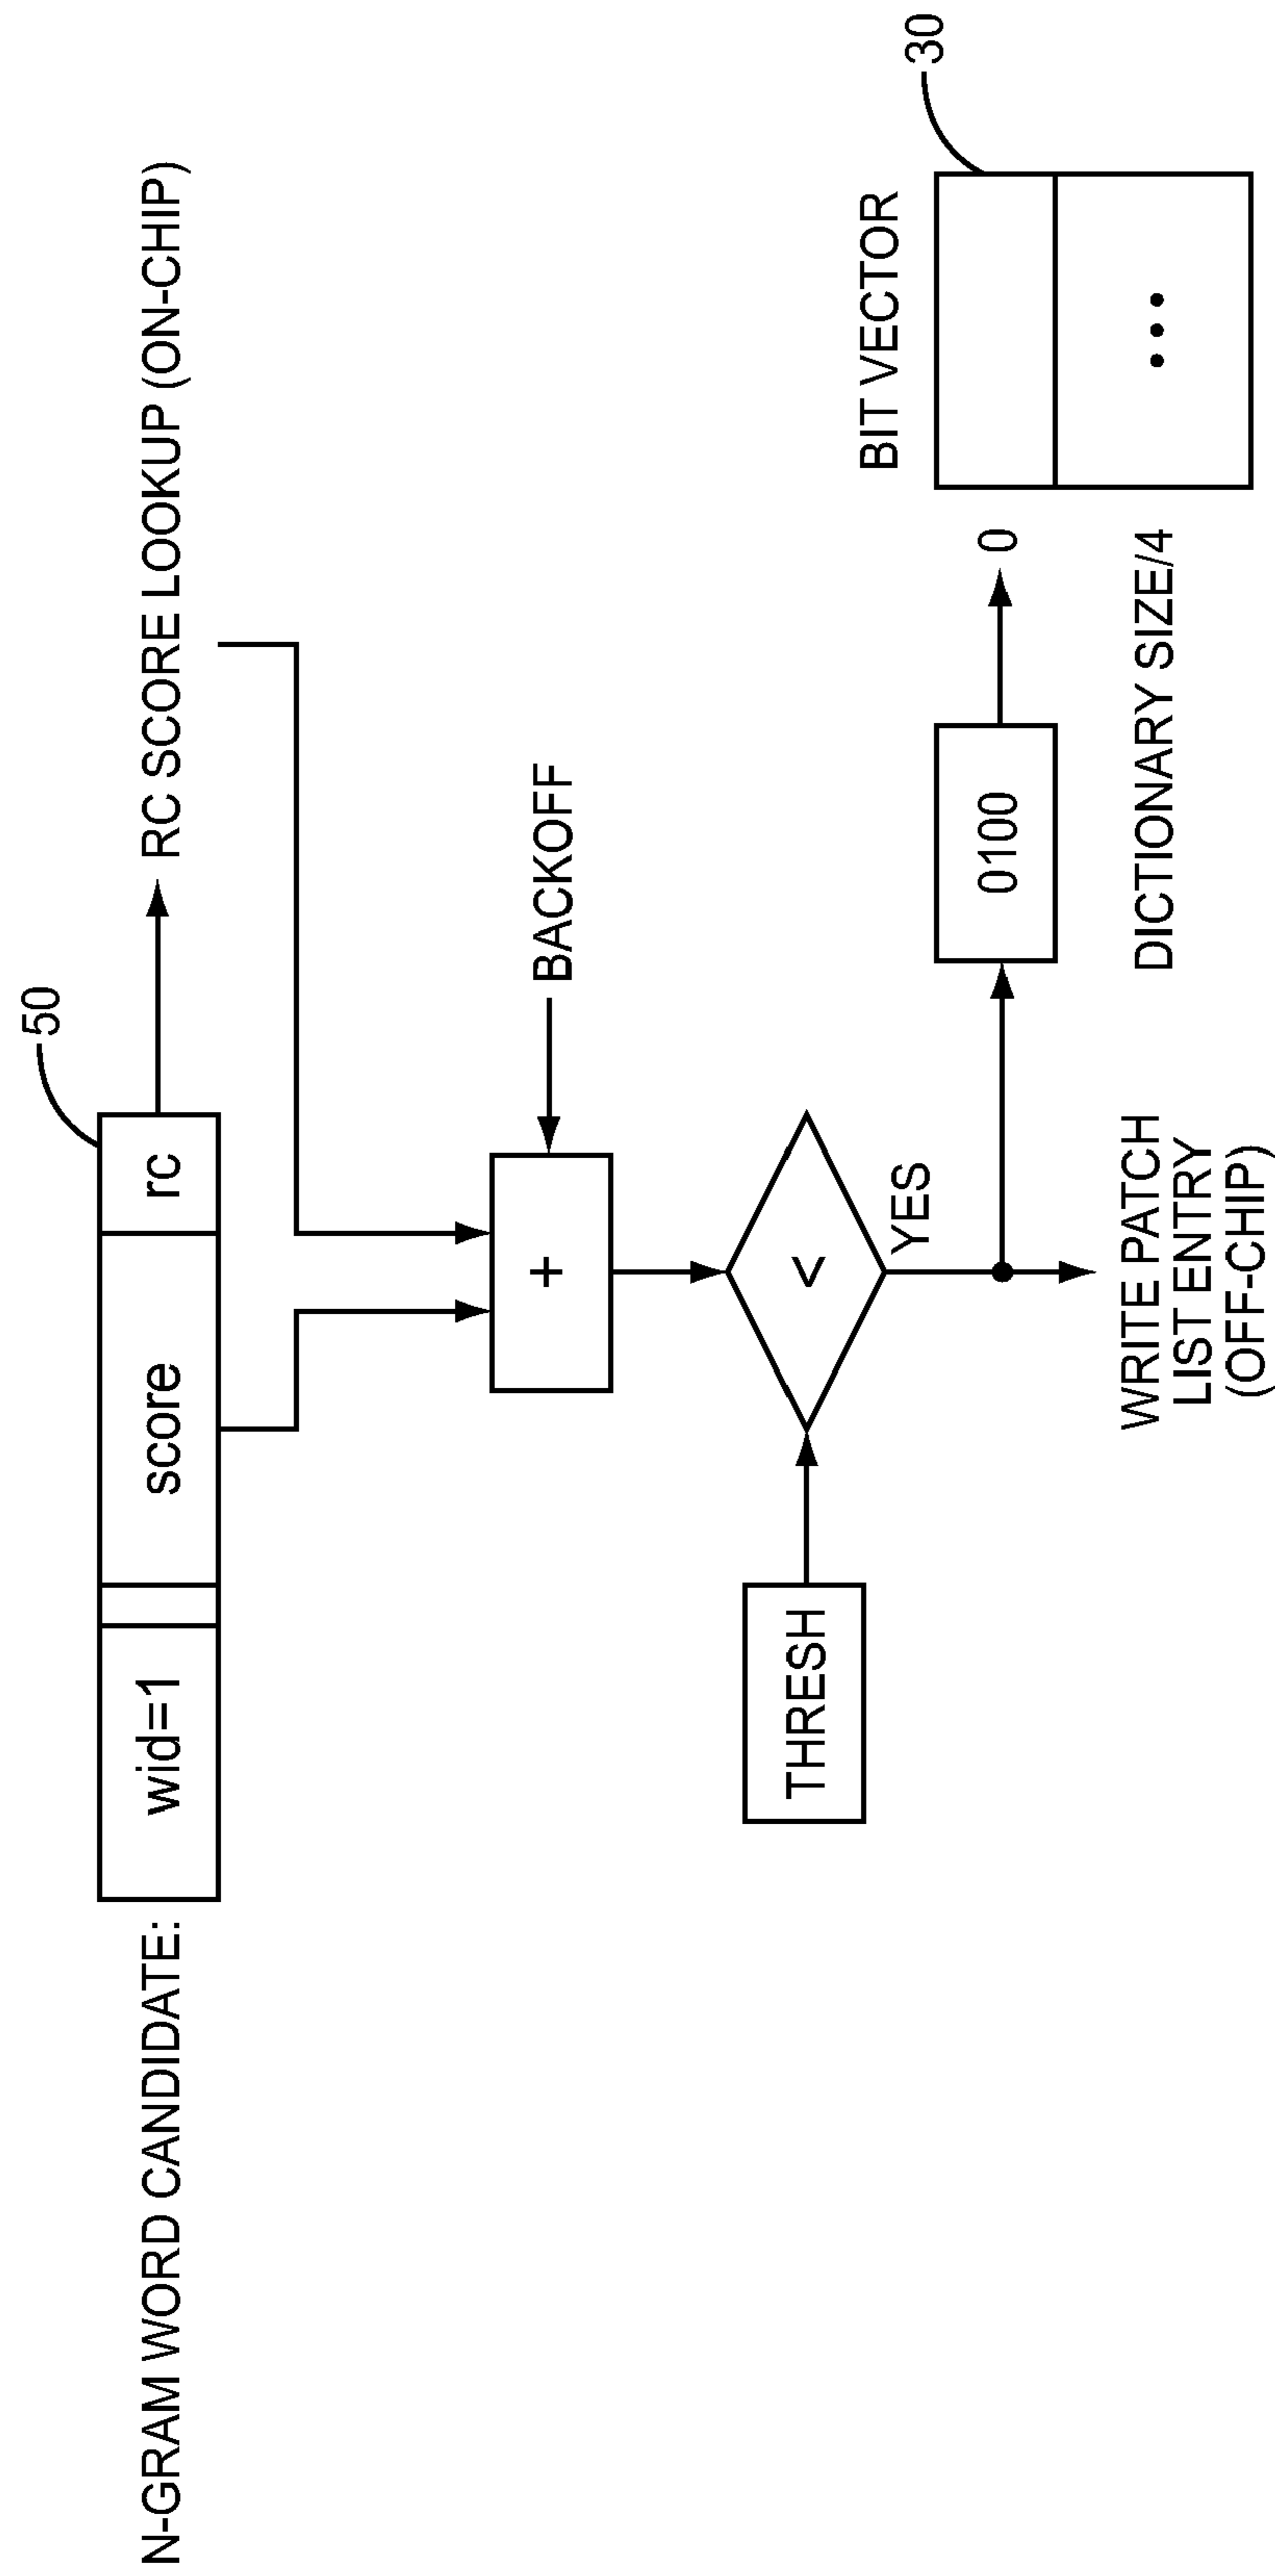 50
N-GRAM WORD CANDIDATE:
wid=1
score
rc
RC SCORE LOOKUP (ON-CHIP)
+
BACKOFF
THRESH
<
YES
BIT VECTOR
30
0100
0
WRITE PATCH
LIST ENTRY
(OFF-CHIP)
DICTIONARY SIZE/4